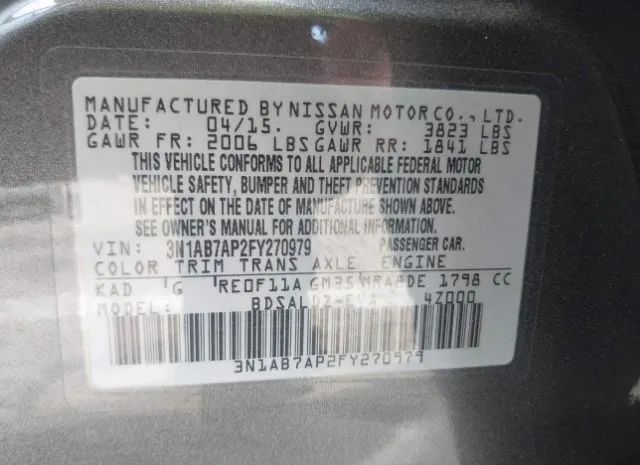 MANUFACTURED BY NISSAN MOTOR CO., LTD.
DATE: 04/15. GVWR: 3823 LBS
GAWR FR: 2006 LBS GAWR RR: 1841 LBS
THIS VEHICLE CONFORMS TO ALL APPLICABLE FEDERAL MOTOR
VEHICLE SAFETY, BUMPER AND THEFT PREVENTION STANDARDS
IN EFFECT ON THE DATE OF MANUFACTURE SHOWN ABOVE.
SEE OWNER'S MANUAL FOR ADDITIONAL INFORMATION.
VIN: 3N1AB7AP2FY270979 PASSENGER CAR.
COLOR TRIM TRANS AXLE ENGINE
KAD G RE0F11A GM35 MRA8DE 1798 CC
MODEL: 4Z000
3N1AB7AP2FY270979